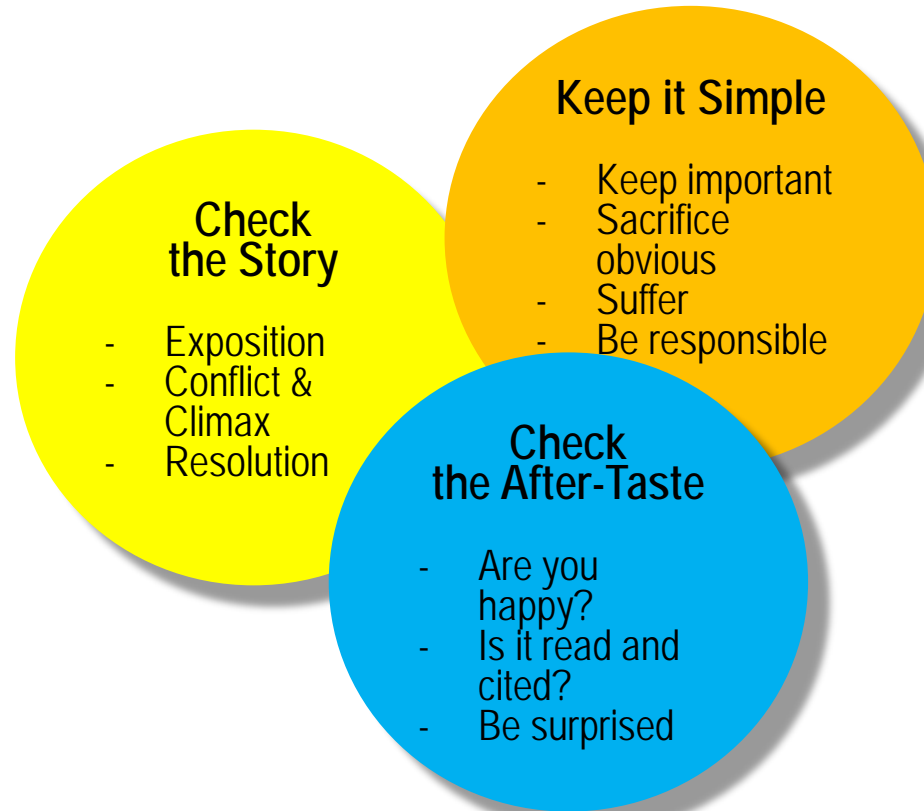 Check
the Story
- Exposition
- Conflict &
Climax
- Resolution
Keep it Simple
- Keep important
- Sacrifice
obvious
- Suffer
- Be responsible
Check
the After-Taste
- Are you
happy?
- Is it read and
cited?
- Be surprised